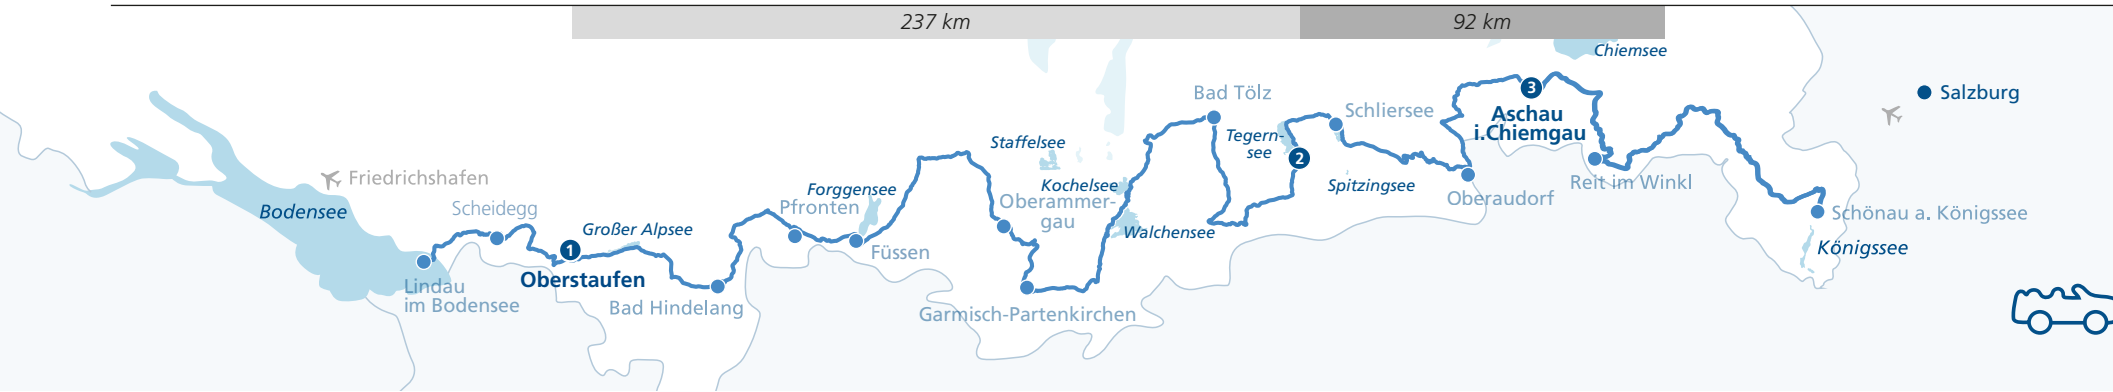 237 km
92 km
Chiemsee
Bad Tölz
Salzburg
3
Schliersee
Aschau
i.Chiemgau
Tegern-
see
2
Staffelsee
Friedrichshafen
Kochelsee
Spitzingsee
Reit im Winkl
Forggensee
Oberammer-
gau
Oberaudorf
Bodensee
Scheidegg
Pfronten
Schönau a. Königssee
Großer Alpsee
Walchensee
1
Füssen
Königssee
Oberstaufen
Lindau
im Bodensee
Bad Hindelang
Garmisch-Partenkirchen